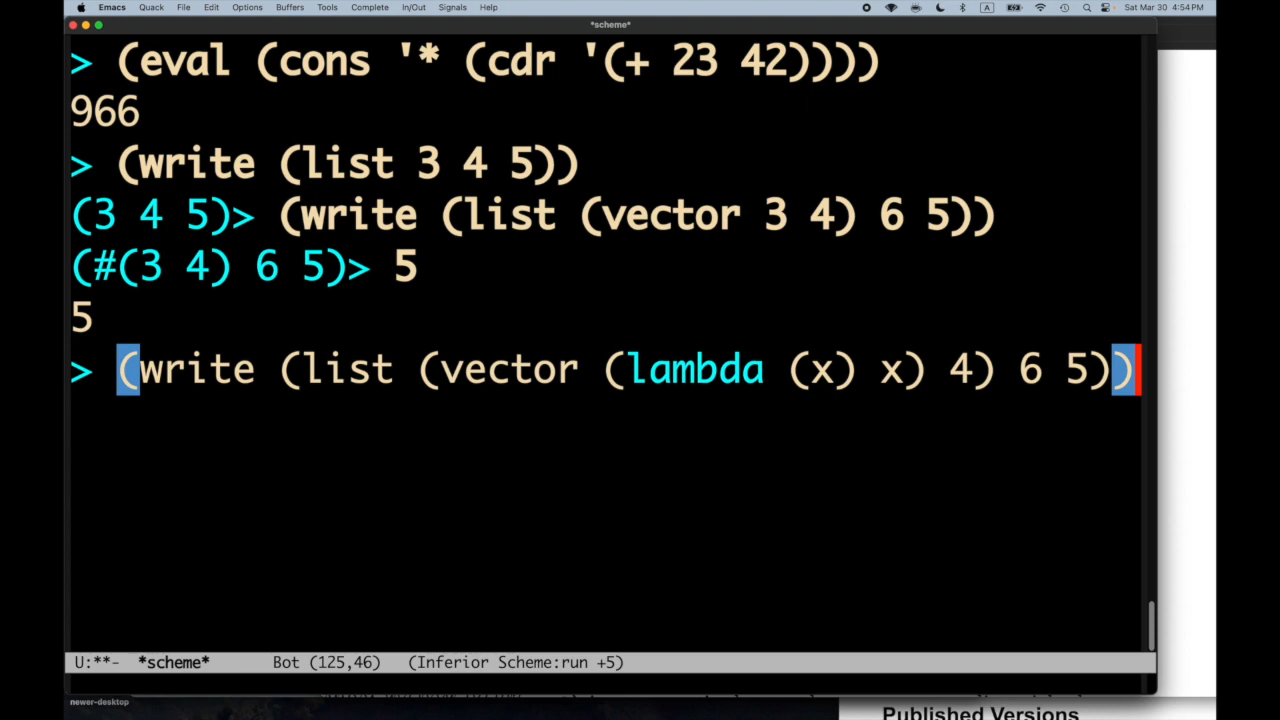 Emacs Quack File Edit Options Buffers Tools Complete In/Out Signals Help A Sat Mar 30 4:54 PM
*scheme*
> (eval (cons '* (cdr '(+ 23 42))))
966
> (write (list 3 4 5))
(3 4 5)> (write (list (vector 3 4) 6 5))
(#(3 4) 6 5)> 5
5
> (write (list (vector (lambda (x) x) 4) 6 5))
U:**- *scheme* Bot (125,46) (Inferior Scheme:run +5)
newer-desktop
Published Versions